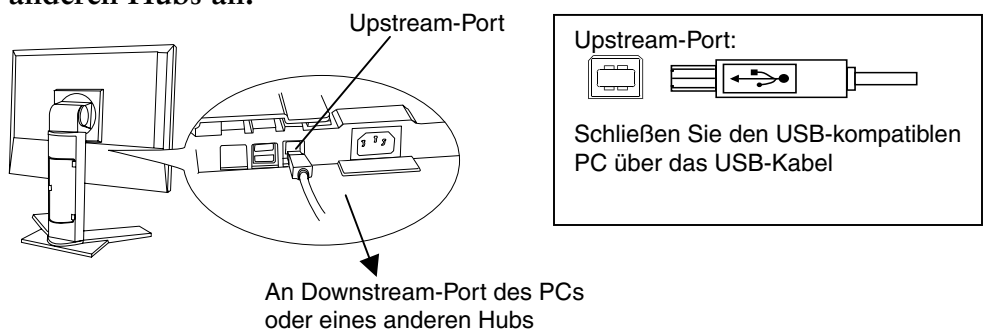 anderen Hubs an.
Upstream-Port
Upstream-Port:
Schließen Sie den USB-kompatiblen
PC über das USB-Kabel
An Downstream-Port des PCs
oder eines anderen Hubs